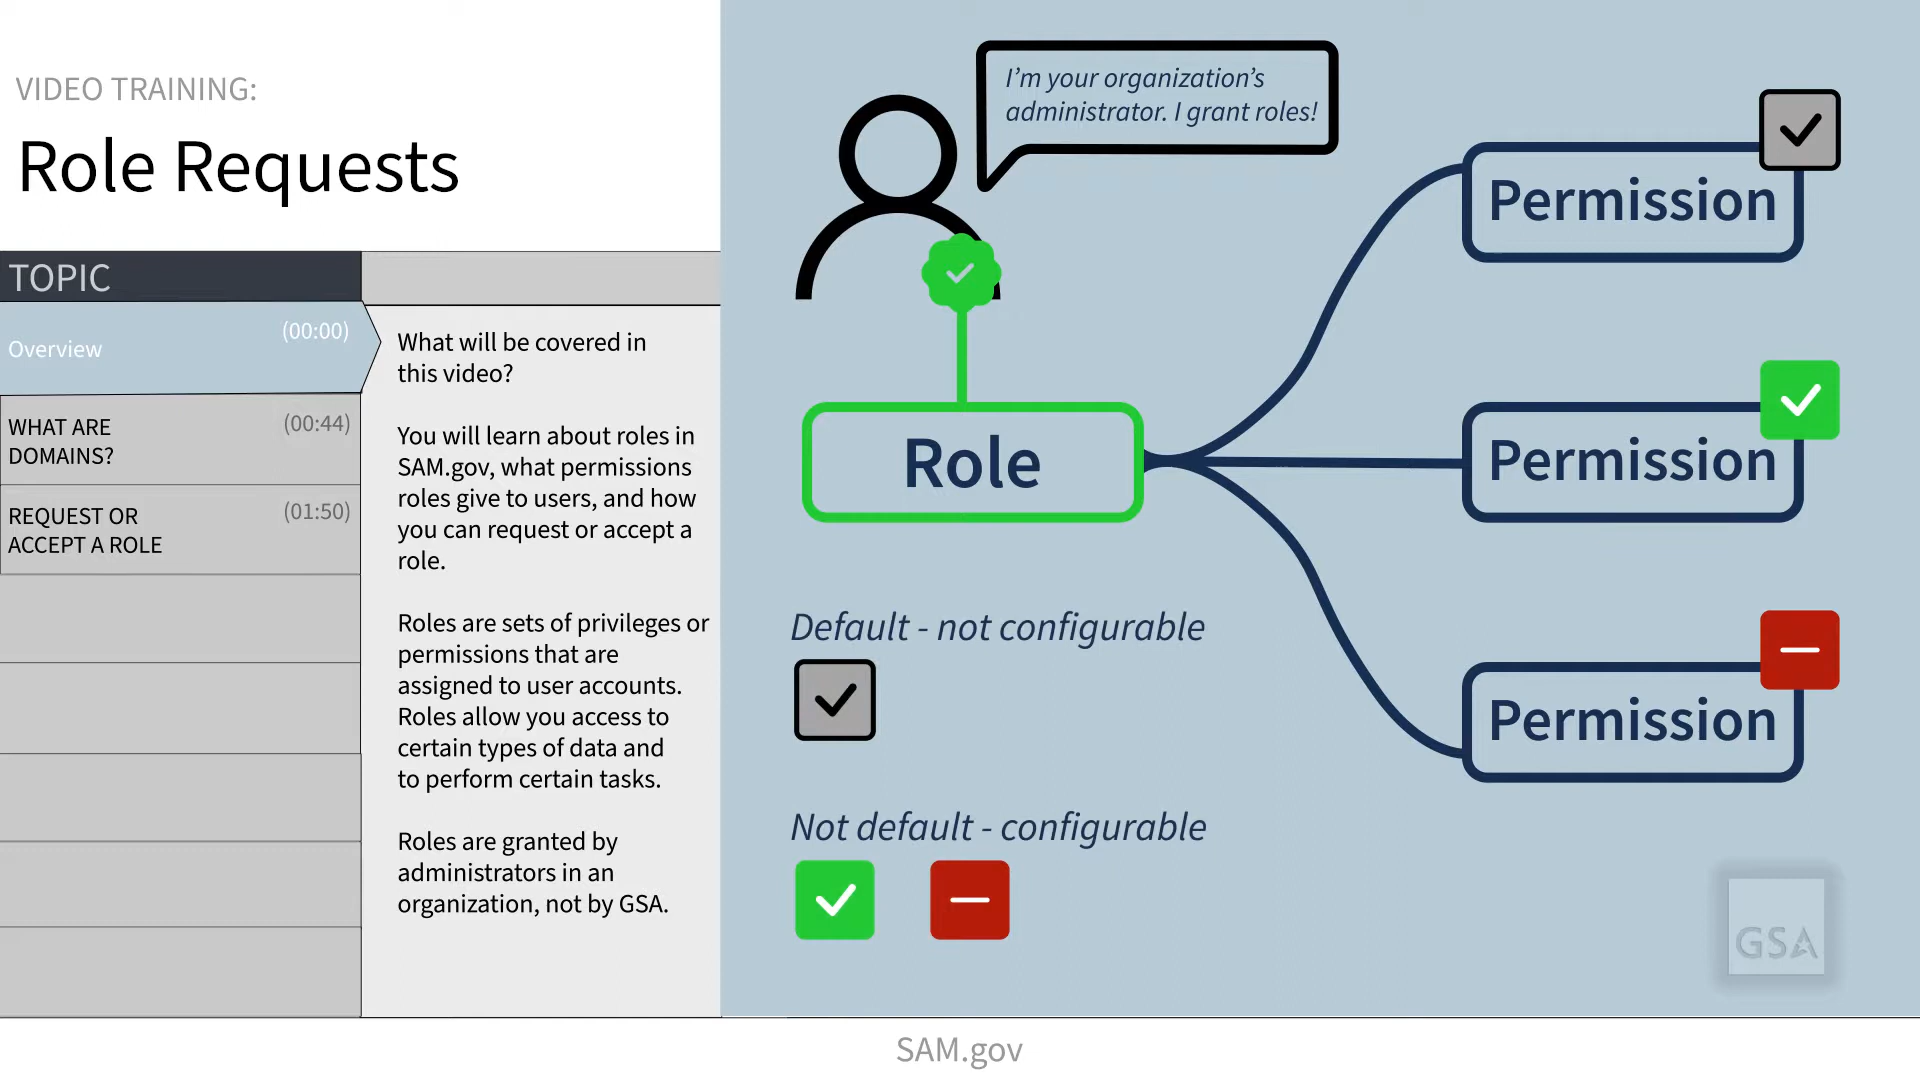 VIDEO TRAINING:
Role Requests
TOPIC
Overview
(00:00)
WHAT ARE
DOMAINS?
(00:44)
REQUEST OR
ACCEPT A ROLE
(01:50)
What will be covered in
this video?
You will learn about roles in
SAM.gov, what permissions
roles give to users, and how
you can request or accept a
role.
Roles are sets of privileges or
permissions that are
assigned to user accounts.
Roles allow you access to
certain types of data and
to perform certain tasks.
Roles are granted by
administrators in an
organization, not by GSA.
I’m your organization’s
administrator. I grant roles!
Role
Permission
Permission
Permission
Default - not configurable
Not default - configurable
GSA
SAM.gov